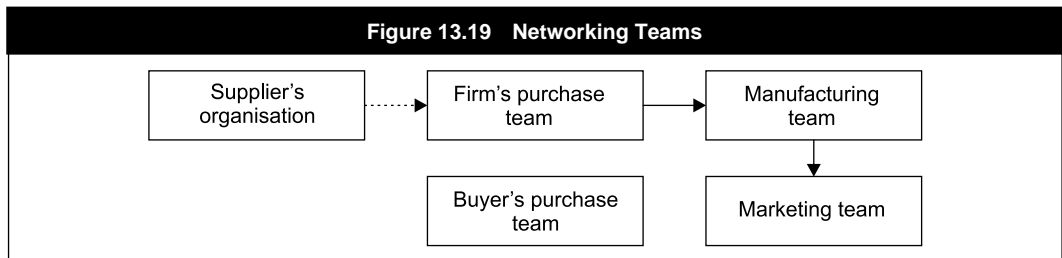 Figure 13.19 Networking Teams
Supplier’s
organisation
Firm’s purchase
team
Manufacturing
team
Buyer’s purchase
team
Marketing team